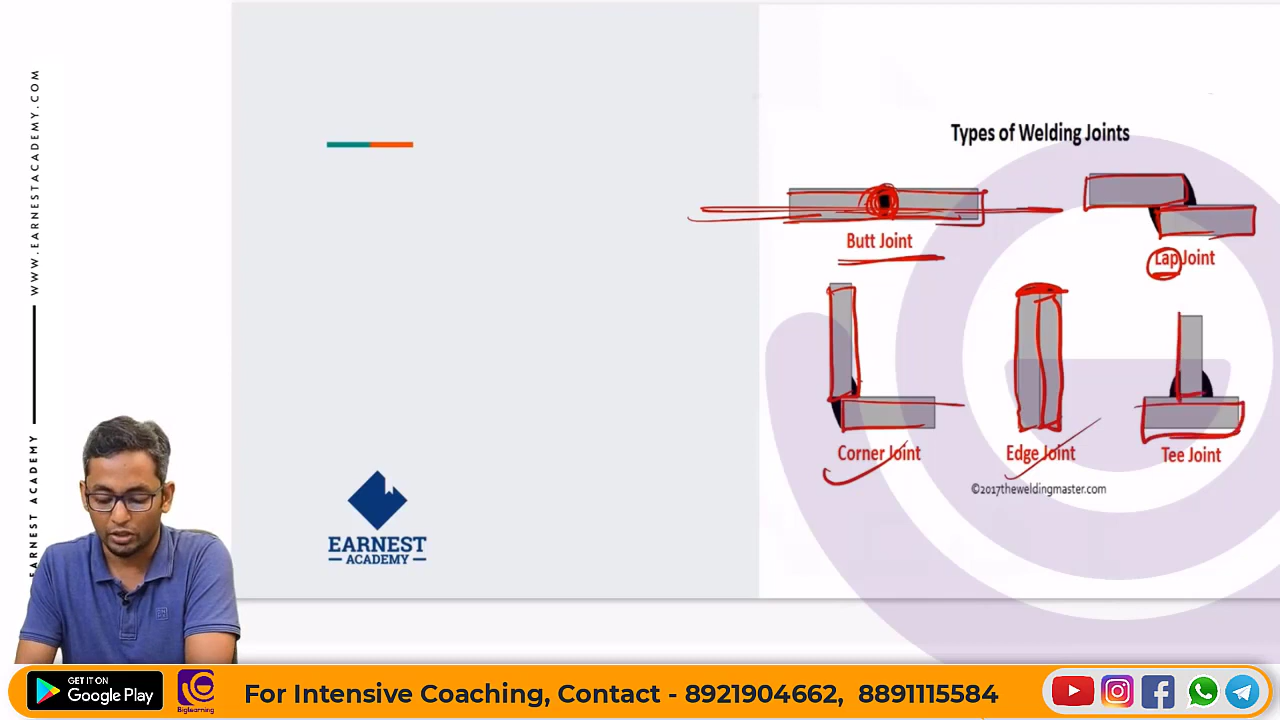 WWW.EARNESTACADEMY.COM
EARNEST ACADEMY
Types of Welding Joints
Butt Joint
Lap Joint
Corner Joint
Edge Joint
Tee Joint
©2017theweldingmaster.com
EARNEST
ACADEMY
GET IT ON
Google Play
Biglearning
For Intensive Coaching, Contact - 8921904662, 8891115584